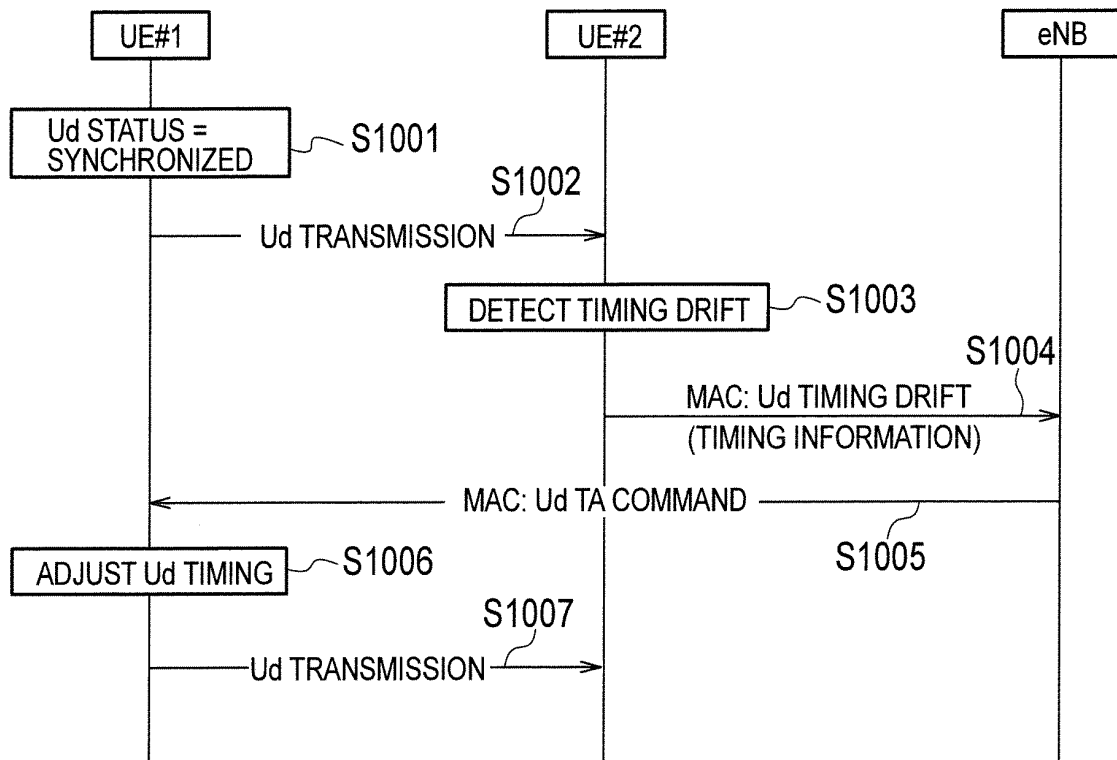 UE#1
UE#2
eNB
Ud STATUS =
SYNCHRONIZED
S1001
S1002
Ud TRANSMISSION
DETECT TIMING DRIFT
S1003
S1004
MAC: Ud TIMING DRIFT
(TIMING INFORMATION)
MAC: Ud TA COMMAND
S1005
ADJUST Ud TIMING
S1006
S1007
Ud TRANSMISSION